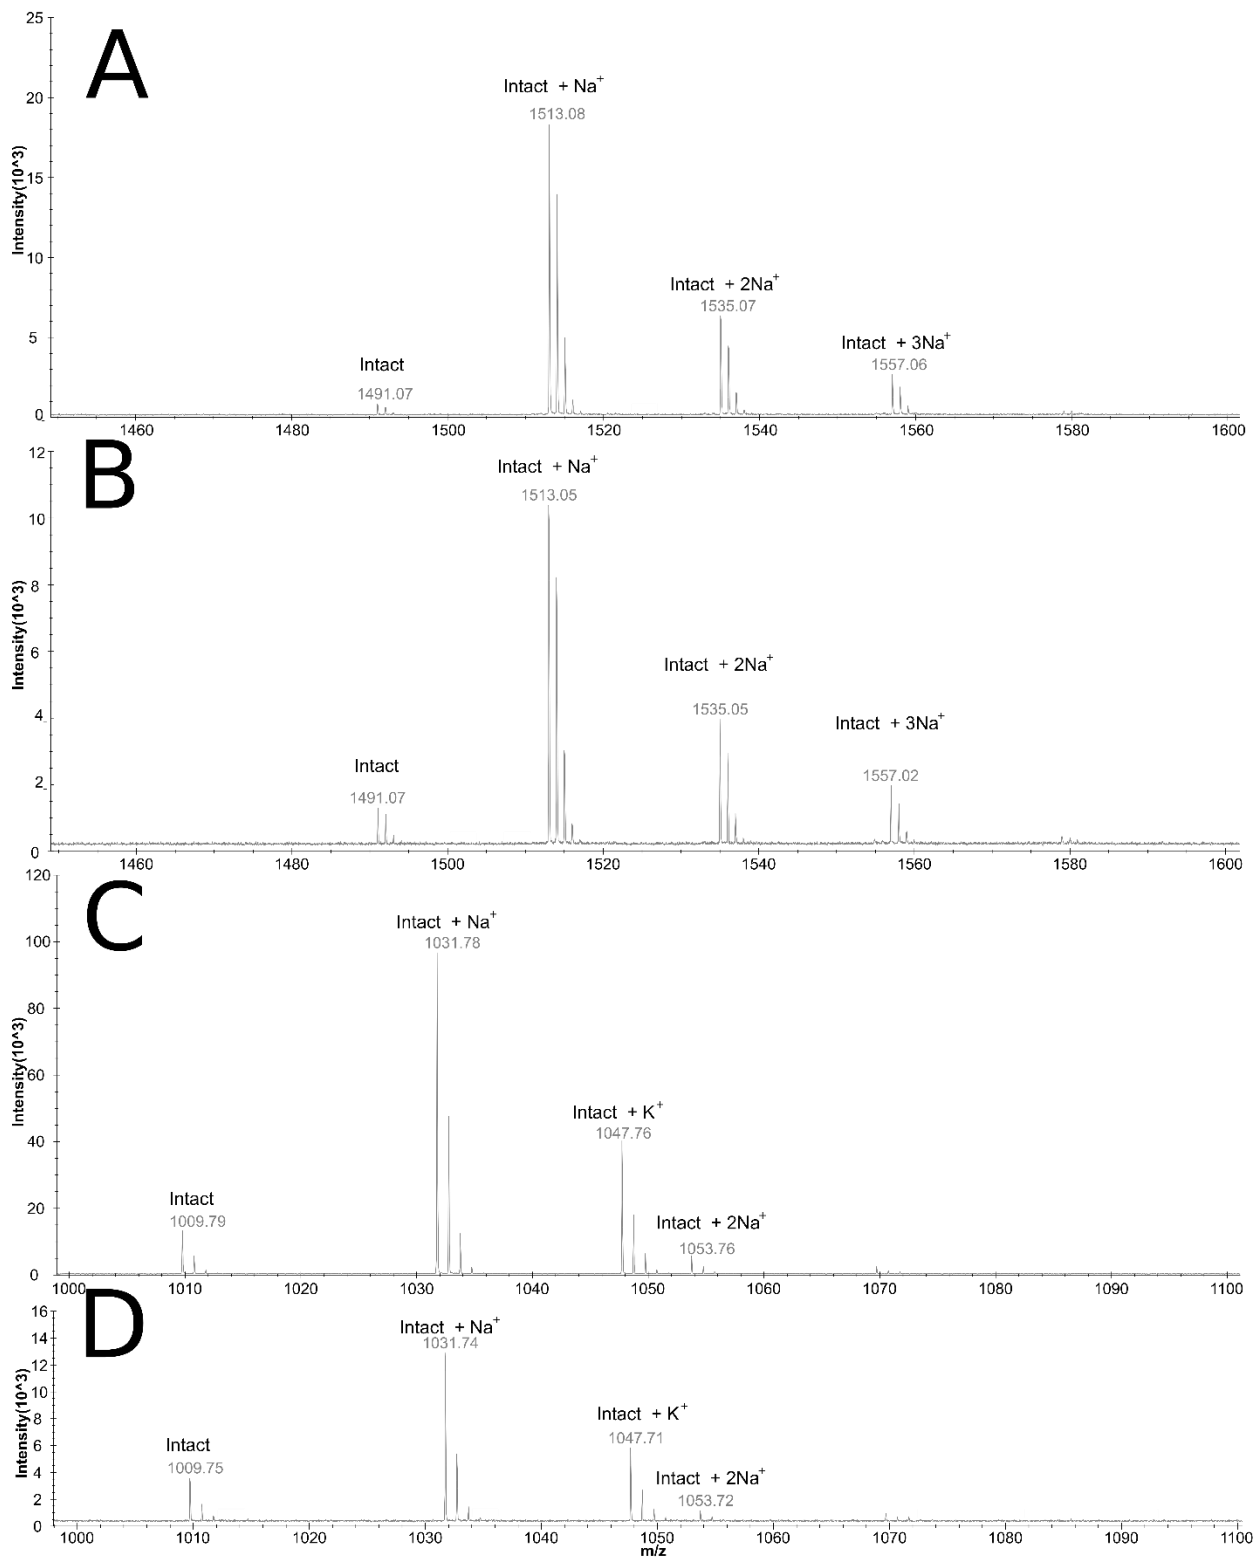 A
25
20
15
10
5
0
Intensity(10^3)
Intact + Na+
1513.08
Intact + 2Na+
1535.07
Intact + 3Na+
1557.06
Intact
1491.07
1460 1480 1500 1520 1540 1560 1580 1600
B
12
10
8
6
4
2
0
Intensity(10^3)
Intact + Na+
1513.05
Intact + 2Na+
1535.05
Intact + 3Na+
1557.02
Intact
1491.07
1460 1480 1500 1520 1540 1560 1580 1600
C
120
100
80
60
40
20
0
Intensity(10^3)
Intact + Na+
1031.78
Intact + K+
1047.76
Intact
1009.79
Intact + 2Na+
1053.76
1000 1010 1020 1030 1040 1050 1060 1070 1080 1090 1100
D
16
14
12
10
8
6
4
2
0
Intensity(10^3)
Intact + Na+
1031.74
Intact + K+
1047.71
Intact
1009.75
Intact + 2Na+
1053.72
1000 1010 1020 1030 1040 1050 1060 1070 1080 1090 1100
m/z